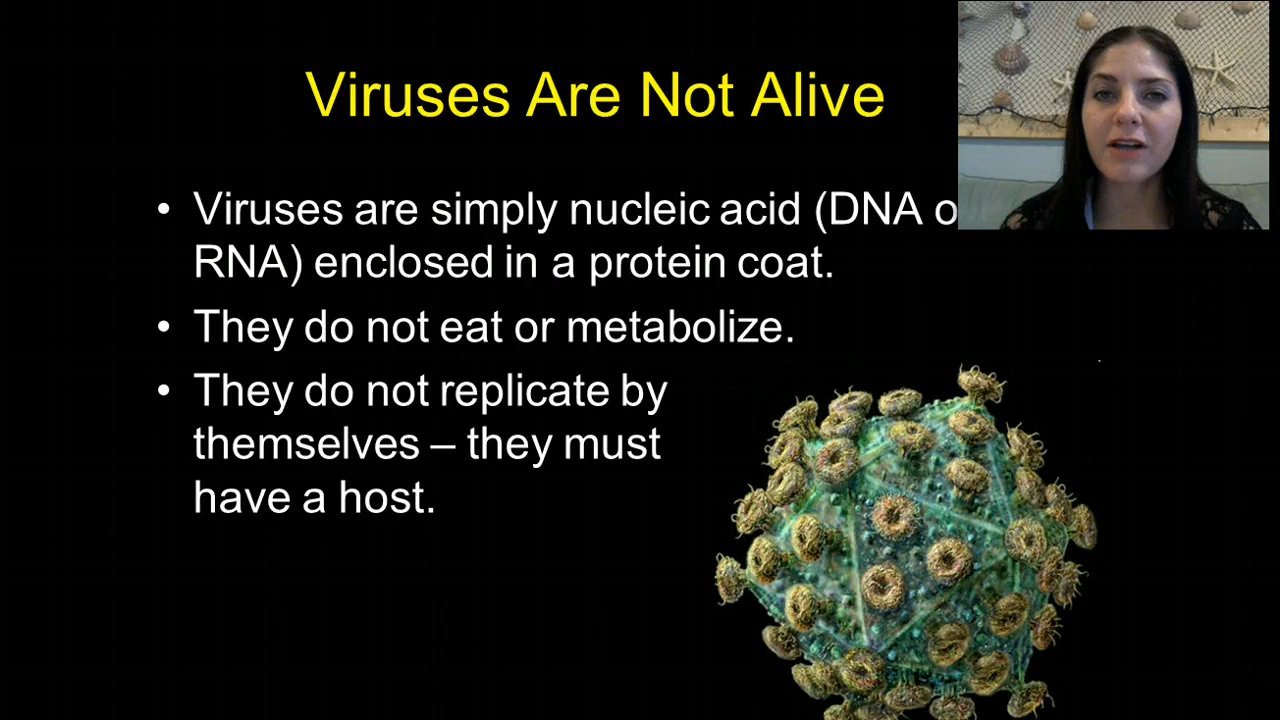 Viruses Are Not Alive
• Viruses are simply nucleic acid (DNA o
RNA) enclosed in a protein coat.
• They do not eat or metabolize.
• They do not replicate by
themselves – they must
have a host.